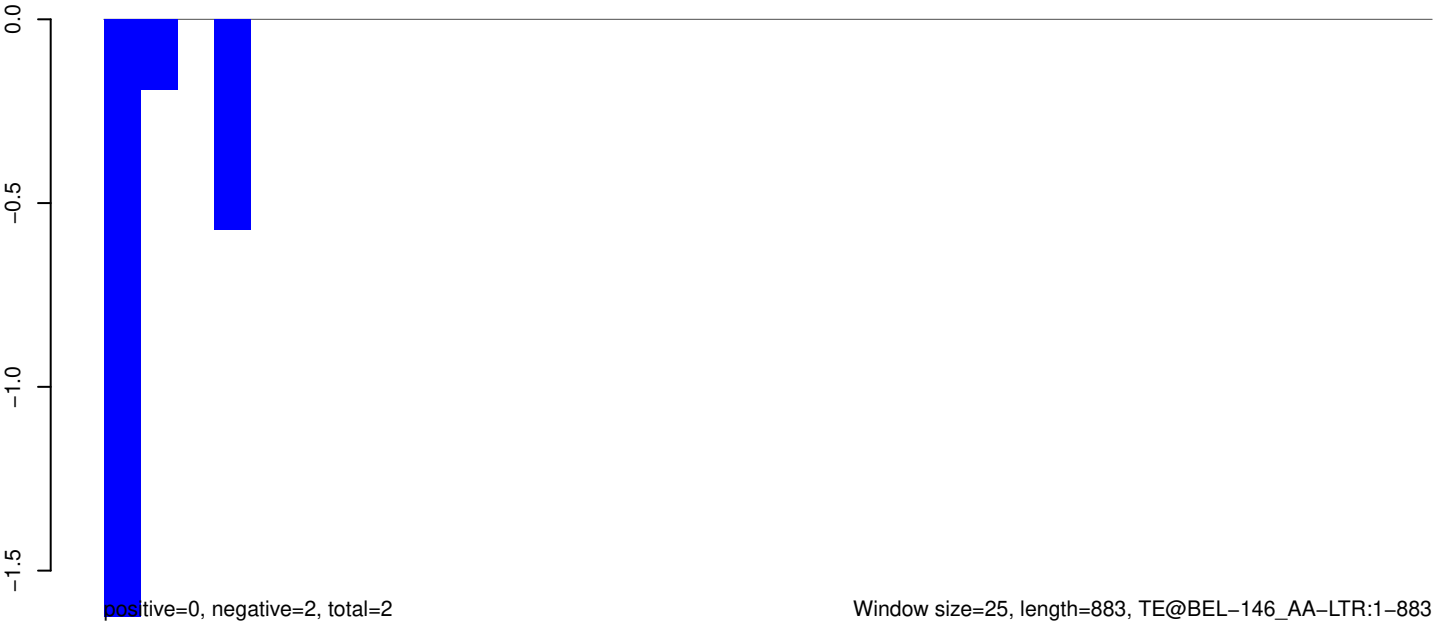 0.0
−0.5
−1.0
−1.5
positive=0, negative=2, total=2
Window size=25, length=883, TE@BEL−146_AA−LTR:1−883